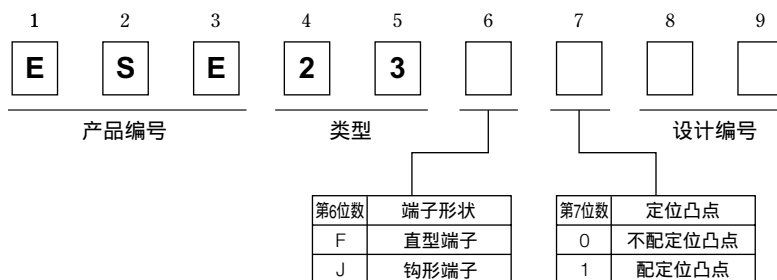 1 2 3 4 5 6 7 8 9
E S E 2 3
产品编号 类型 设计编号
第6位数 端子形状
F 直型端子
J 钩形端子
第7位数 定位凸点
0 不配定位凸点
1 配定位凸点